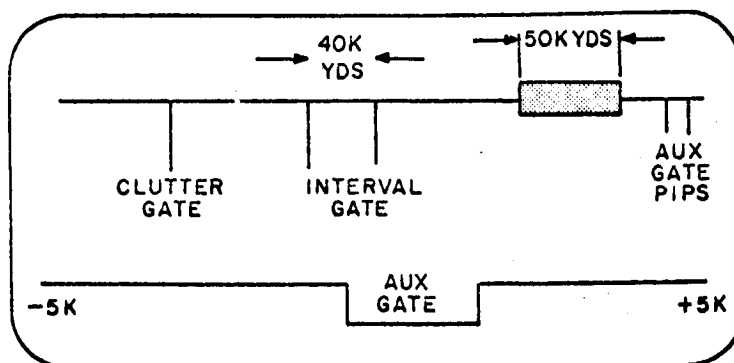 40K
YDS
50K YDS
CLUTTER
GATE
INTERVAL
GATE
AUX
GATE
PIPS
-5K
AUX
GATE
+5K